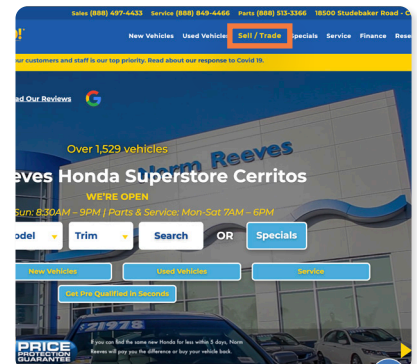 Sales (888) 497-4433 Service (888) 849-4466 Parts (888) 513-3366 18500 Studebaker Road - C
o!
New Vehicles Used Vehicles Sell / Trade Specials Service Finance Rese
our customers and staff is our top priority. Read about our response to Covid 19.
ad Our Reviews G
Over 1,529 vehicles
Norm Reeves
eves Honda Superstore Cerritos
WE'RE OPEN
Sun: 8:30AM – 9PM | Parts & Service: Mon-Sat 7AM – 6PM
odel Trim Search OR Specials
New Vehicles Used Vehicles Service
Get Pre Qualified in Seconds
21978
PRICE
PROTECTION
GUARANTEE
If you can find the same new Honda for less within 5 days, Norm
Reeves will pay you the difference or buy your vehicle back.